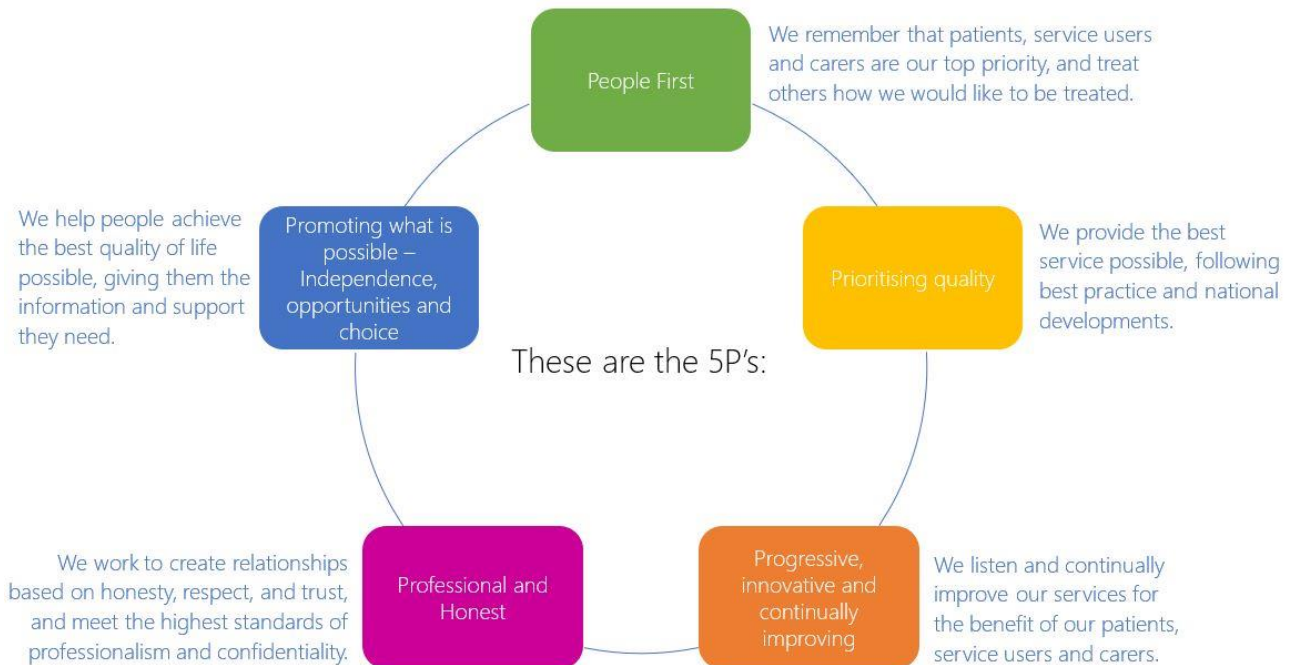 People First
We remember that patients, service users
and carers are our top priority, and treat
others how we would like to be treated.
Prioritising quality
We provide the best
service possible, following
best practice and national
developments.
Progressive,
innovative and
continually
improving
We listen and continually
improve our services for
the benefit of our patients,
service users and carers.
Professional and
Honest
We work to create relationships
based on honesty, respect, and trust,
and meet the highest standards of
professionalism and confidentiality.
Promoting what is
possible –
Independence,
opportunities and
choice
We help people achieve
the best quality of life
possible, giving them the
information and support
they need.
These are the 5P's: